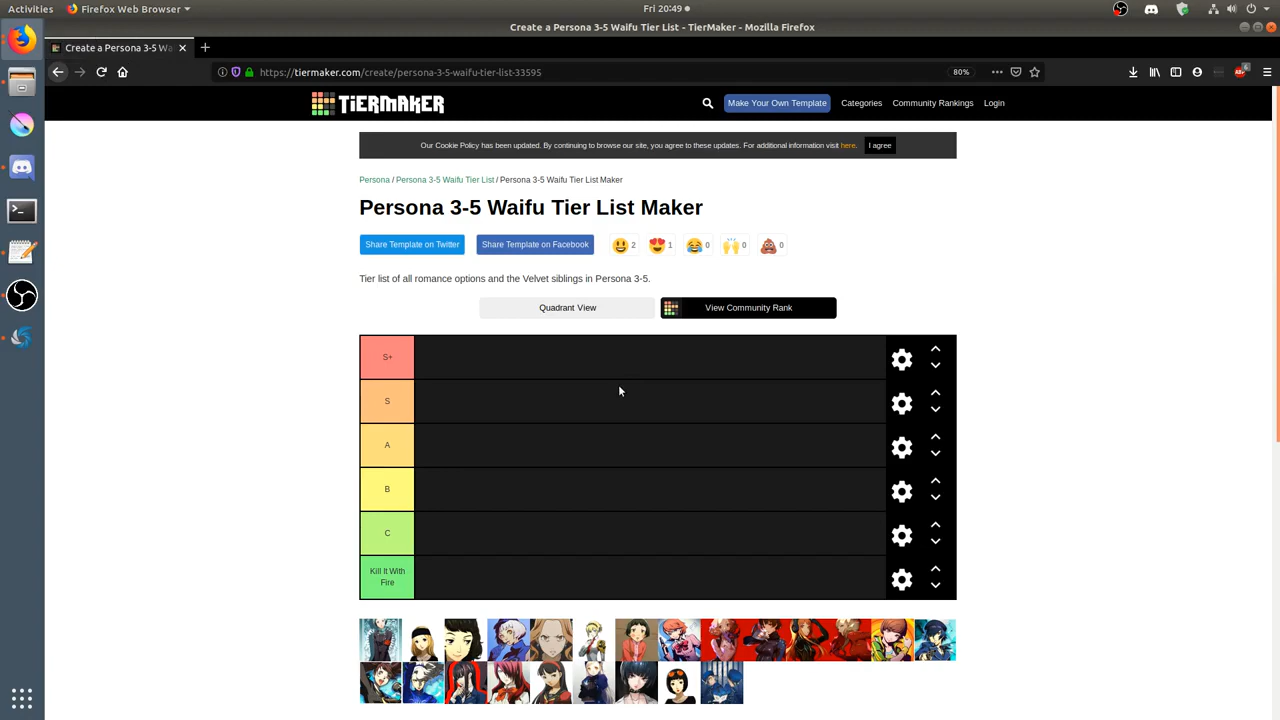 Activities
Firefox
Fri 20:49
Create a Persona 3-5 Waifu Tier List - TierMaker - Mozilla Firefox
Create a Persona 3-5 Wa
https://tiermaker.com/create/persona-3-5-waifu-tier-list-33595
80%
6
TiERMAKER
Make Your Own Template
Categories
Community Rankings
Login
Our Cookie Policy has been updated. By continuing to browse our site, you agree to these updates. For additional information visit here.
I agree
Persona / Persona 3-5 Waifu Tier List / Persona 3-5 Waifu Tier List Maker
Persona 3-5 Waifu Tier List Maker
Share Template on Twitter
Share Template on Facebook
2
1
0
0
0
Tier list of all romance options and the Velvet siblings in Persona 3-5.
Quadrant View
View Community Rank
S+
S
A
B
C
Kill It With
Fire